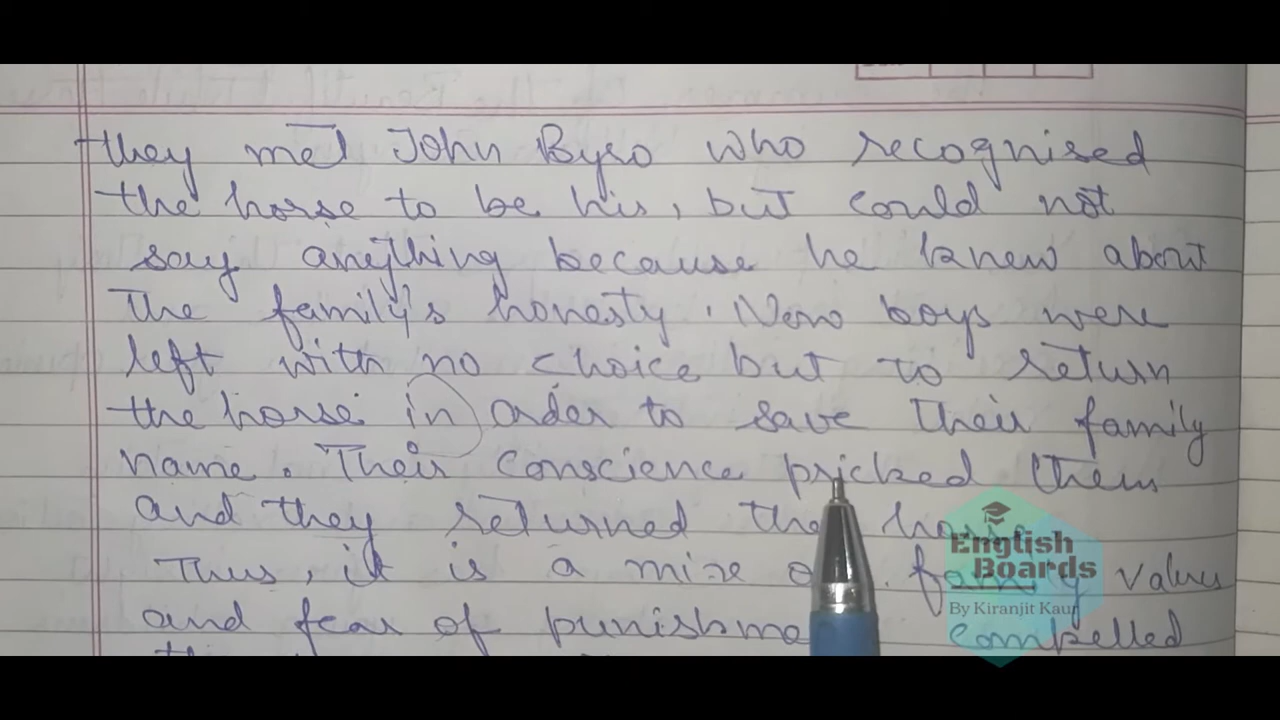 they met John Byro who recognised
the horse to be his, but could not
say anything because he knew about
the family's honesty. Now boys were
left with no choice but to return
the horse in order to save their family
name. Their conscience pricked them
and they returned the horse
Thus, it is a mixe family values
and fear of punishme compelled
English
Boards
By Kiranjit Kaur